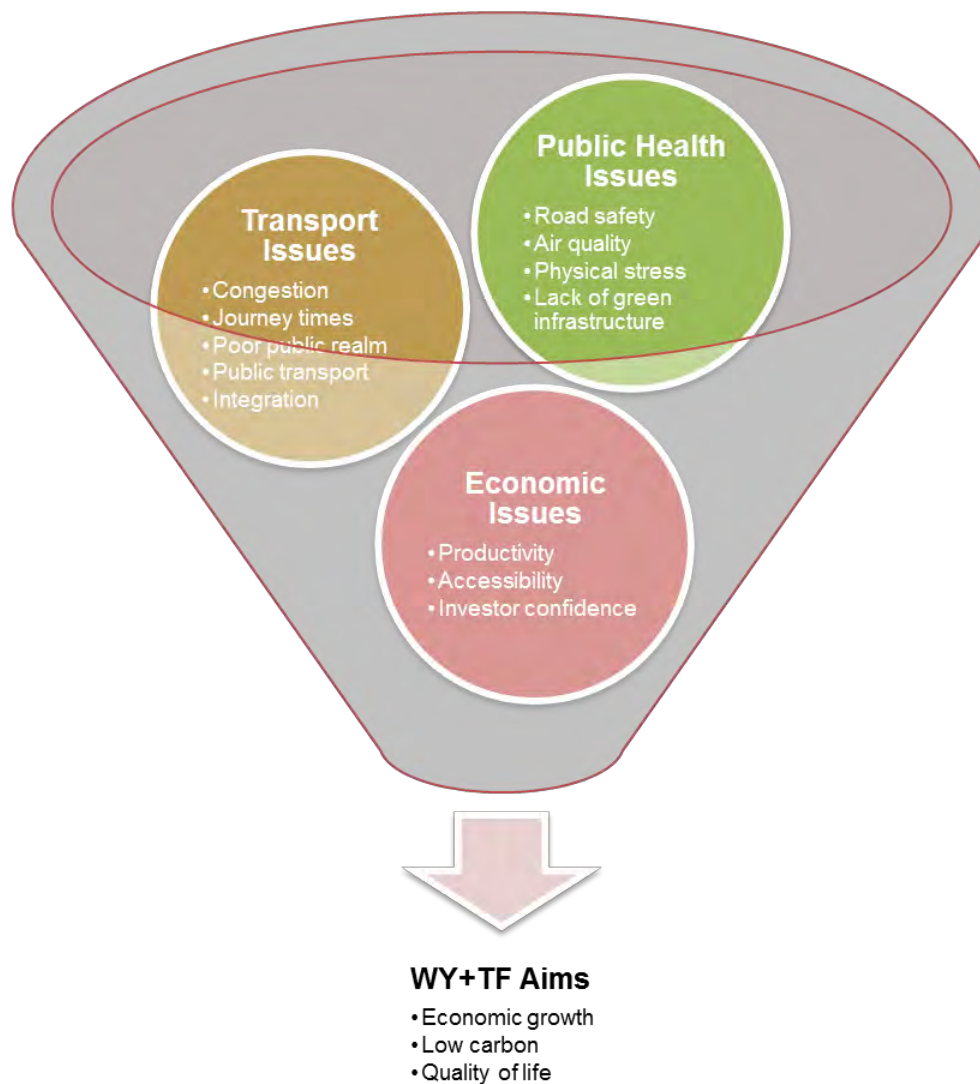 Public Health
Issues
• Road safety
• Air quality
• Physical stress
• Lack of green
infrastructure
Transport
Issues
• Congestion
• Journey times
• Poor public realm
• Public transport
• Integration
Economic
Issues
• Productivity
• Accessibility
• Investor confidence
WY+TF Aims
• Economic growth
• Low carbon
• Quality of life